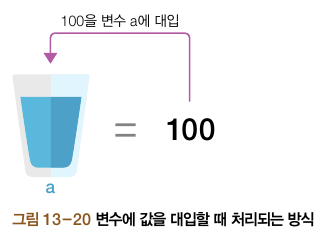 100을 변수 a에 대입
= 100
a
그림 13-20 변수에 값을 대입할 때 처리되는 방식